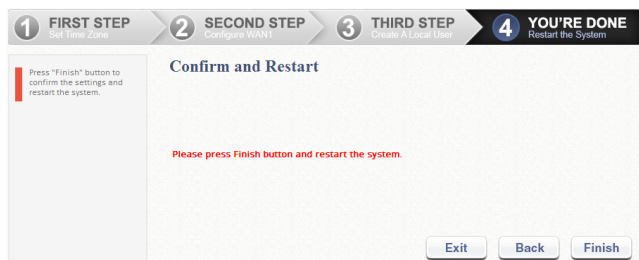 1 FIRST STEP
Set Time Zone
2 SECOND STEP
Configure WAN1
3 THIRD STEP
Create A Local User
4 YOU'RE DONE
Restart the System
Press "Finish" button to
confirm the settings and
restart the system.
Confirm and Restart
Please press Finish button and restart the system.
Exit Back Finish